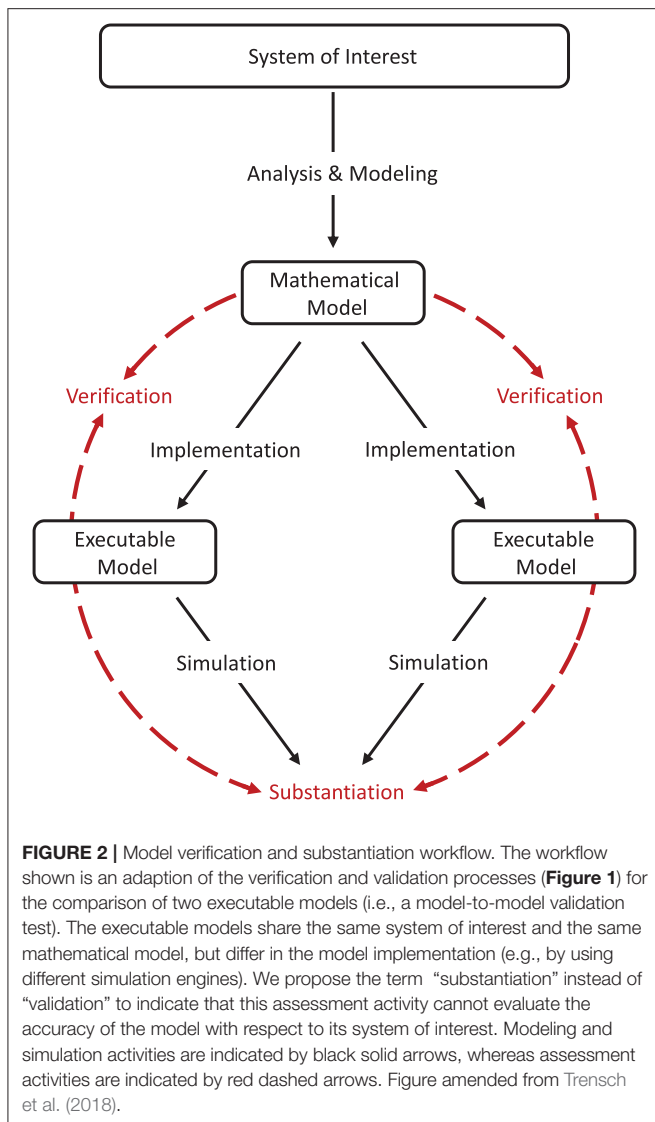 System of Interest
Analysis & Modeling
Mathematical
Model
Verification
Verification
Implementation
Implementation
Executable
Model
Executable
Model
Simulation
Simulation
Substantiation
FIGURE 2 | Model verification and substantiation workflow. The workflow
shown is an adaption of the verification and validation processes (Figure 1) for
the comparison of two executable models (i.e., a model-to-model validation
test). The executable models share the same system of interest and the same
mathematical model, but differ in the model implementation (e.g., by using
different simulation engines). We propose the term “substantiation” instead of
“validation” to indicate that this assessment activity cannot evaluate the
accuracy of the model with respect to its system of interest. Modeling and
simulation activities are indicated by black solid arrows, whereas assessment
activities are indicated by red dashed arrows. Figure amended from Trensch
et al. (2018).